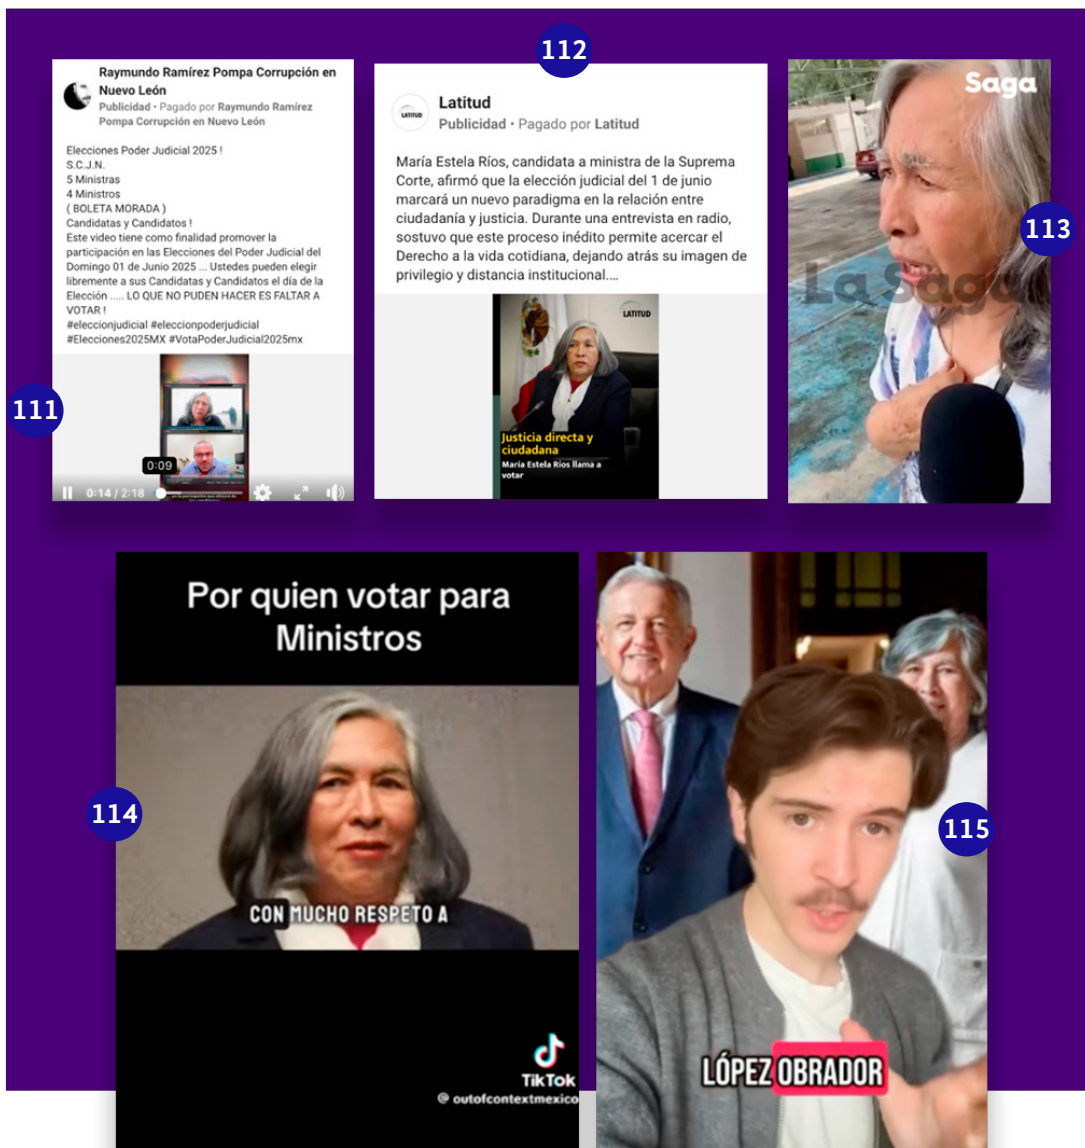 112
Raymundo Ramírez Pompa Corrupción en
Nuevo León
Publicidad • Pagado por Raymundo Ramírez
Pompa Corrupción en Nuevo León
Elecciones Poder Judicial 2025 !
S.C.J.N.
5 Ministras
4 Ministros
( BOLETA MORADA )
Candidatas y Candidatos !
Este video tiene como finalidad promover la
participación en las Elecciones del Poder Judicial del
Domingo 01 de Junio 2025 ... Ustedes pueden elegir
libremente a sus Candidatas y Candidatos el día de la
Elección ..... LO QUE NO PUDEN HACER ES FALTAR A
VOTAR !
#eleccionjudicial #eleccionpoderjudicial
#Elecciones2025MX #VotaPoderJudicial2025mx
111
0:09
0:14 / 2:18
LATITUD
Latitud
Publicidad • Pagado por Latitud
María Estela Ríos, candidata a ministra de la Suprema
Corte, afirmó que la elección judicial del 1 de junio
marcará un nuevo paradigma en la relación entre
ciudadanía y justicia. Durante una entrevista en radio,
sostuvo que este proceso inédito permite acercar el
Derecho a la vida cotidiana, dejando atrás su imagen de
privilegio y distancia institucional....
LATITUD
Justicia directa y
ciudadana
María Estela Ríos llama a
votar
Saga
113
La Saga
Por quien votar para
Ministros
114
CON MUCHO RESPETO A
TikTok
@ outofcontextmexico
115
LÓPEZ OBRADOR